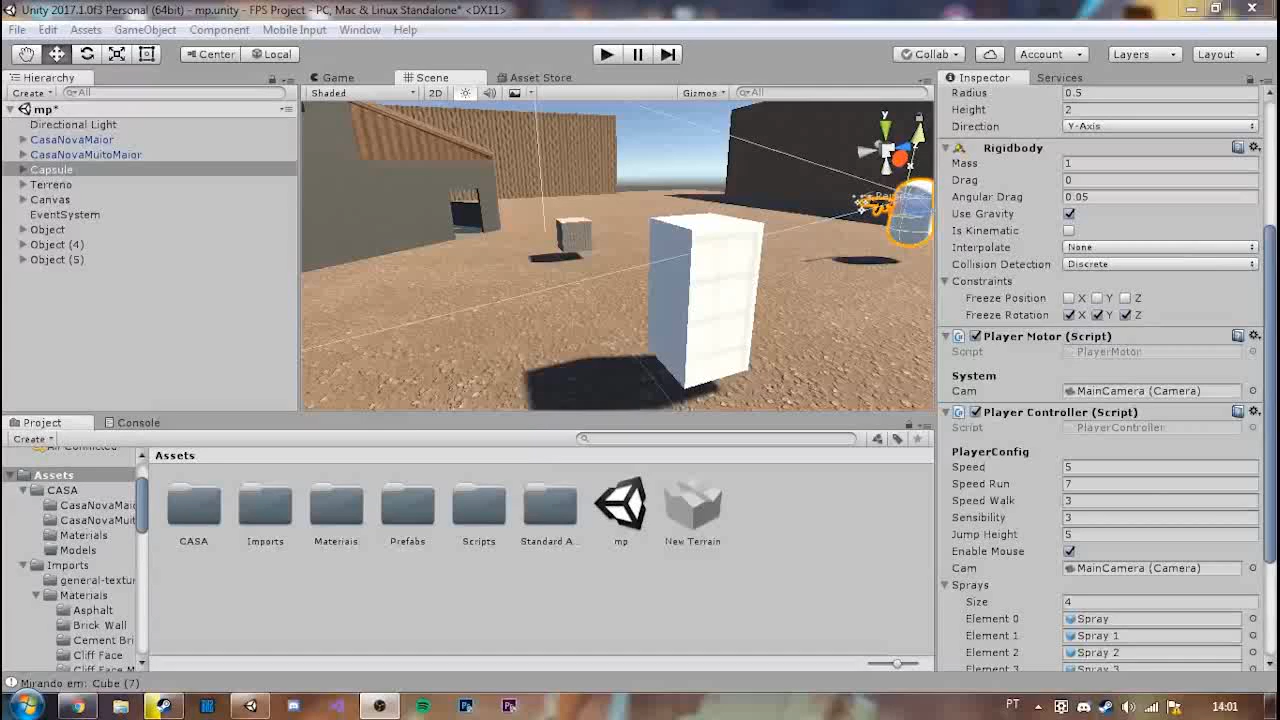 Unity 2017.1.0f3 Personal (64bit) - mp.unity - FPS Project - PC, Mac & Linux Standalone* <DX11>
File Edit Assets GameObject Component Mobile Input Window Help
Center Local Collab Account Layers Layout
Hierarchy Game Scene Asset Store Inspector Services
Create All Shaded 2D Gizmos All
mp*
Directional Light
CasaNovaMaior
CasaNovaMuitoMaior
Capsule
Terreno
Canvas
EventSystem
Object
Object (4)
Object (5)
y
Radius 0.5
Height 2
Direction Y-Axis
Rigidbody
Mass 1
Drag 0
Angular Drag 0.05
Use Gravity
Is Kinematic
Interpolate None
Collision Detection Discrete
Constraints
Freeze Position X Y Z
Freeze Rotation X Y Z
Player Motor (Script)
Script PlayerMotor
System
Cam MainCamera (Camera)
Player Controller (Script)
Script PlayerController
PlayerConfig
Speed 5
Speed Run 7
Speed Walk 3
Sensibility 3
Jump Height 5
Enable Mouse
Cam MainCamera (Camera)
Sprays
Size 4
Element 0 Spray
Element 1 Spray 1
Element 2 Spray 2
Element 3 Spray 3
Project Console
Create
Assets
CASA
CasaNovaMaio
CasaNovaMuit
Materials
Models
Imports
general-textur
Materials
Asphalt
Brick Wall
Cement Bri
Cliff Face
Cliff Face M
Assets
CASA Imports Materiais Prefabs Scripts Standard A... mp New Terrain
Mirando em: Cube (7)
PT 14:01